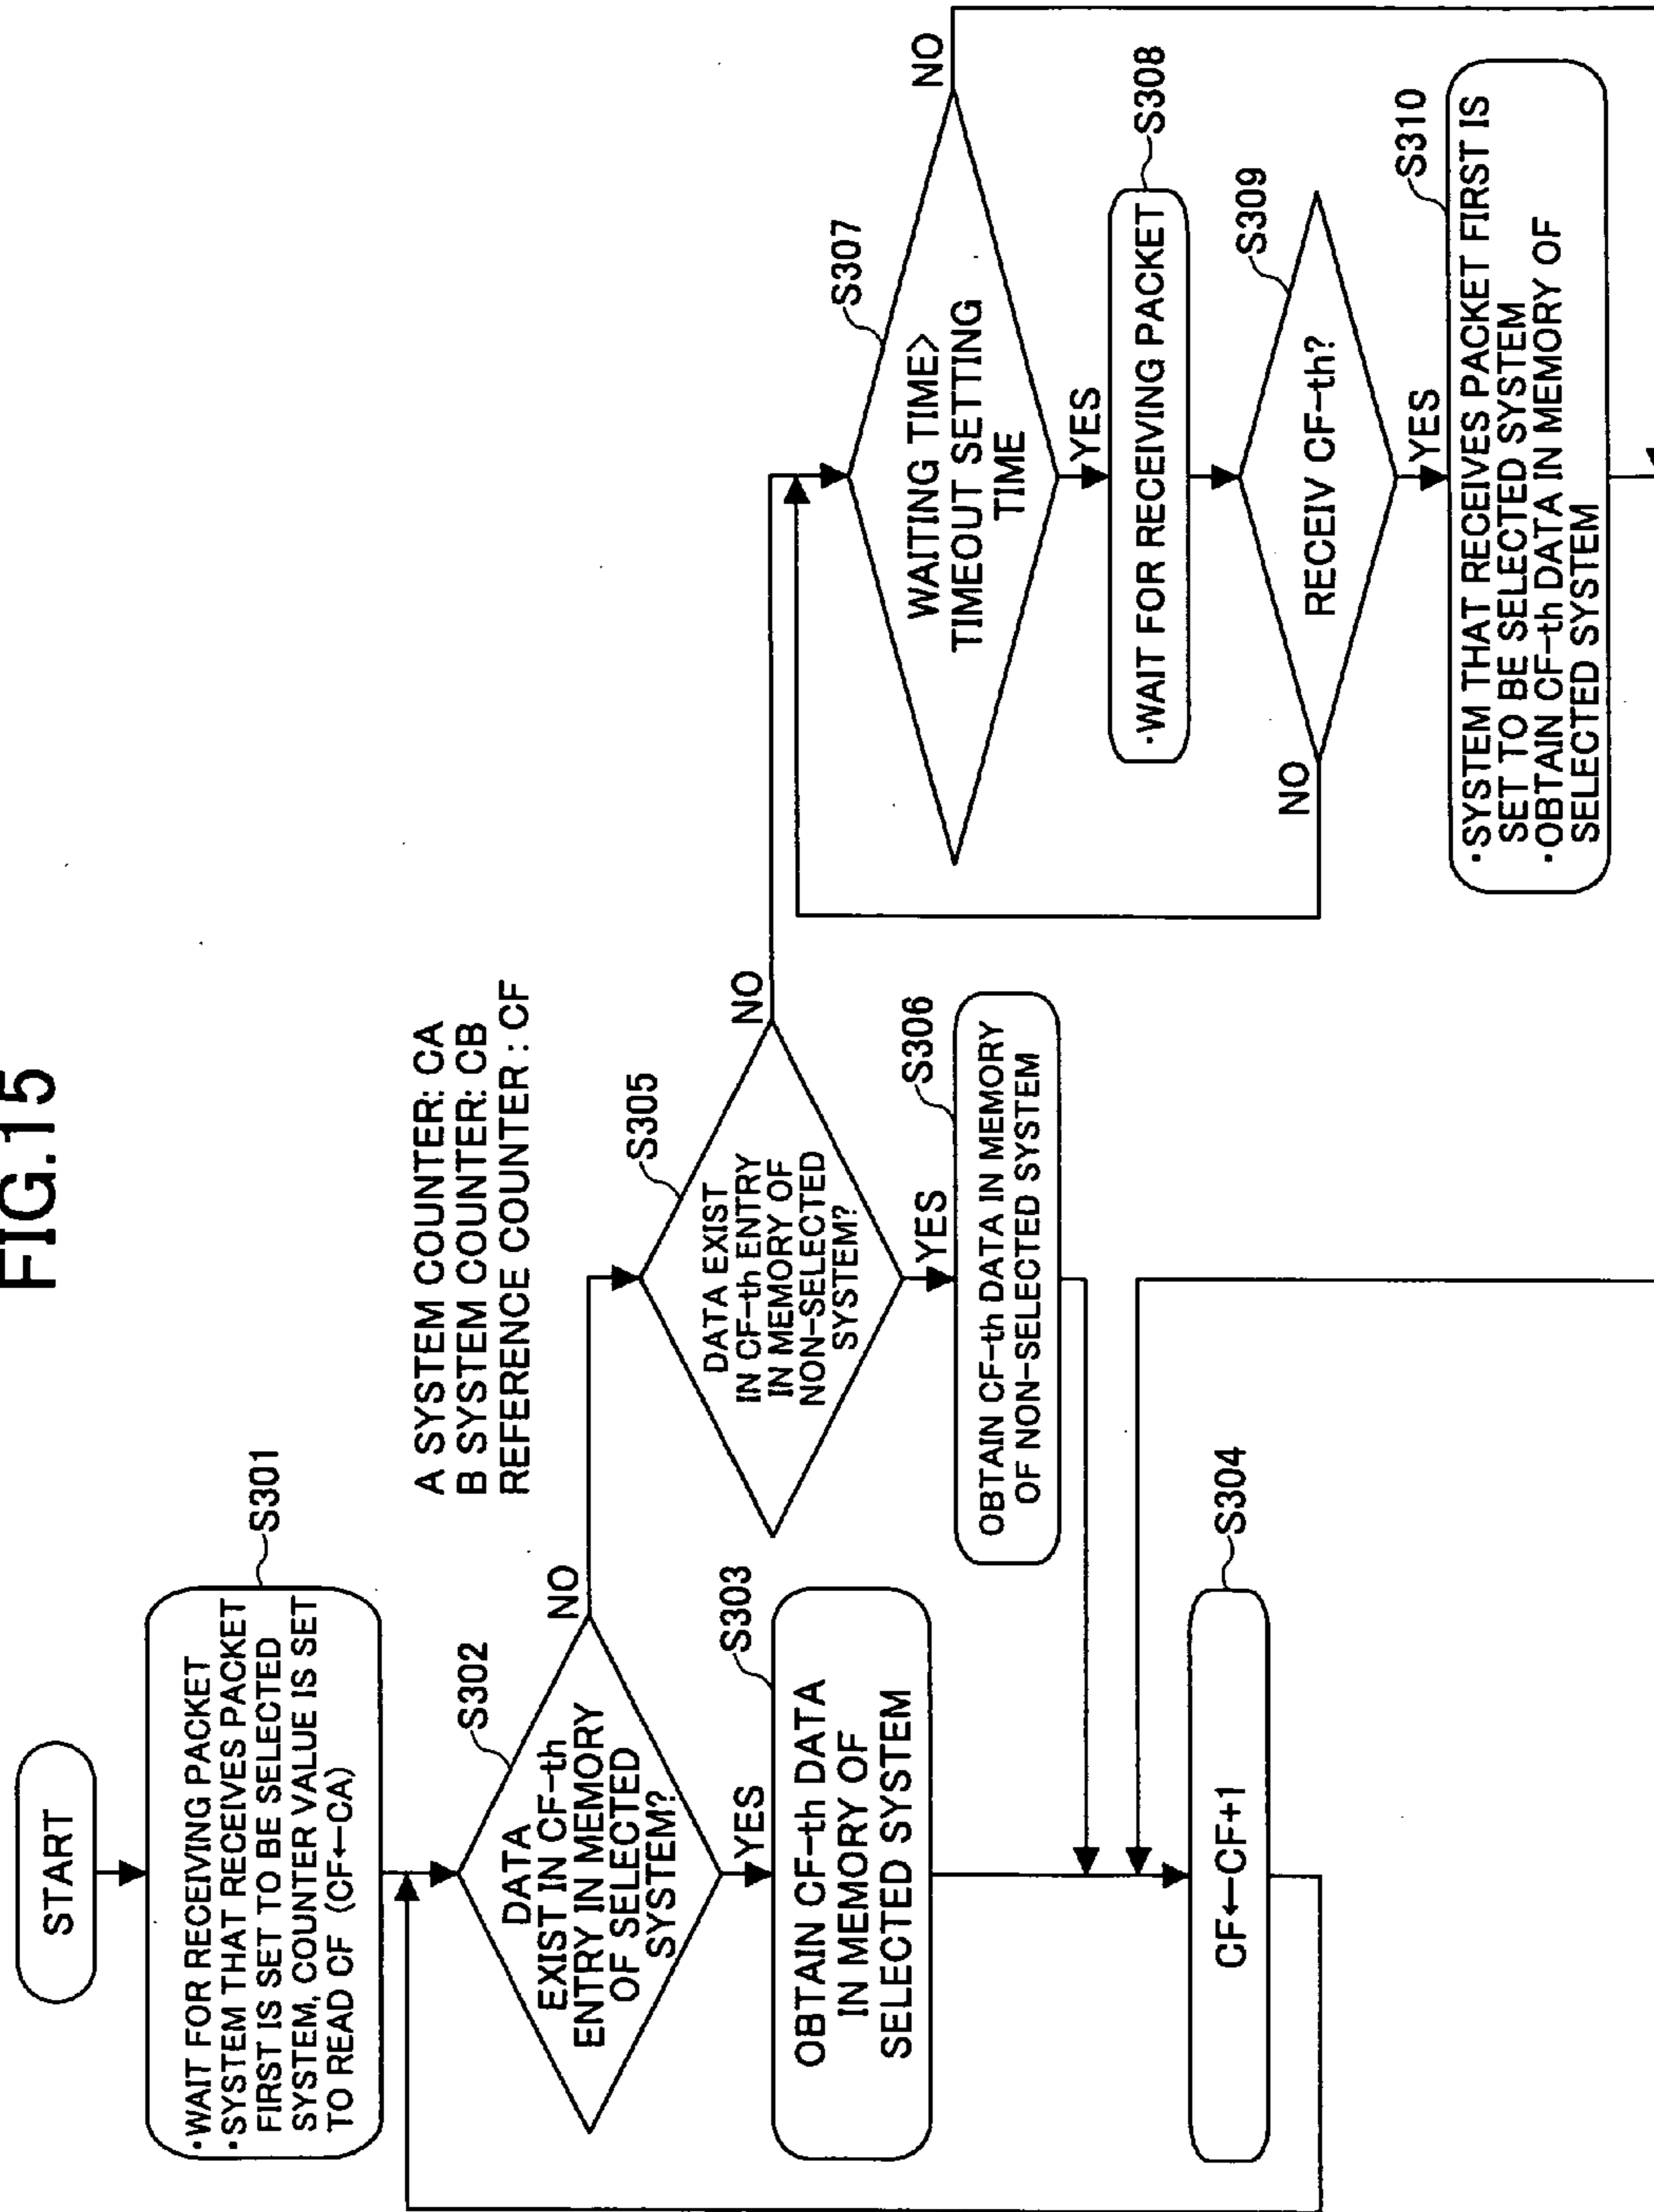 FIG.15
A SYSTEM COUNTER: CA
B SYSTEM COUNTER: CB
REFERENCE COUNTER : CF
START
S301
·WAIT FOR RECEIVING PACKET
·SYSTEM THAT RECEIVES PACKET
FIRST IS SET TO BE SELECTED
SYSTEM, COUNTER VALUE IS SET
TO READ CF (CF←CA)
S302
DATA
EXIST IN CF-th
ENTRY IN MEMORY
OF SELECTED
SYSTEM?
NO
YES
S303
OBTAIN CF-th DATA
IN MEMORY OF
SELECTED SYSTEM
S304
CF←CF+1
S305
DATA EXIST
IN CF-th ENTRY
IN MEMORY OF
NON-SELECTED
SYSTEM?
NO
YES
S306
OBTAIN CF-th DATA IN MEMORY
OF NON-SELECTED SYSTEM
S307
WAITING TIME>
TIMEOUT SETTING
TIME
NO
YES
S308
·WAIT FOR RECEIVING PACKET
S309
RECEIV CF-th?
NO
YES
S310
·SYSTEM THAT RECEIVES PACKET FIRST IS
SET TO BE SELECTED SYSTEM
·OBTAIN CF-th DATA IN MEMORY OF
SELECTED SYSTEM